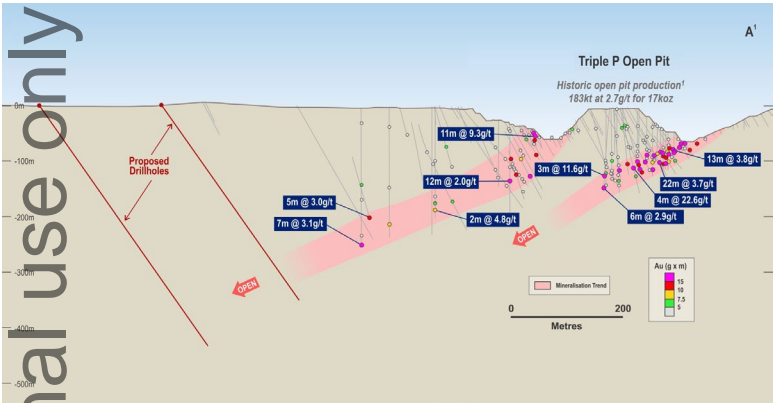 nal use only
A¹
Triple P Open Pit
Historic open pit production¹
183kt at 2.7g/t for 17koz
0m
-100m
-200m
-300m
-400m
-500m
Proposed
Drillholes
11m @ 9.3g/t
12m @ 2.0g/t
3m @ 11.6g/t
13m @ 3.8g/t
22m @ 3.7g/t
4m @ 22.6g/t
6m @ 2.9g/t
5m @ 3.0g/t
7m @ 3.1g/t
2m @ 4.8g/t
OPEN
OPEN
Mineralisation Trend
0 200
Metres
Au (g x m)
15
10
7.5
5